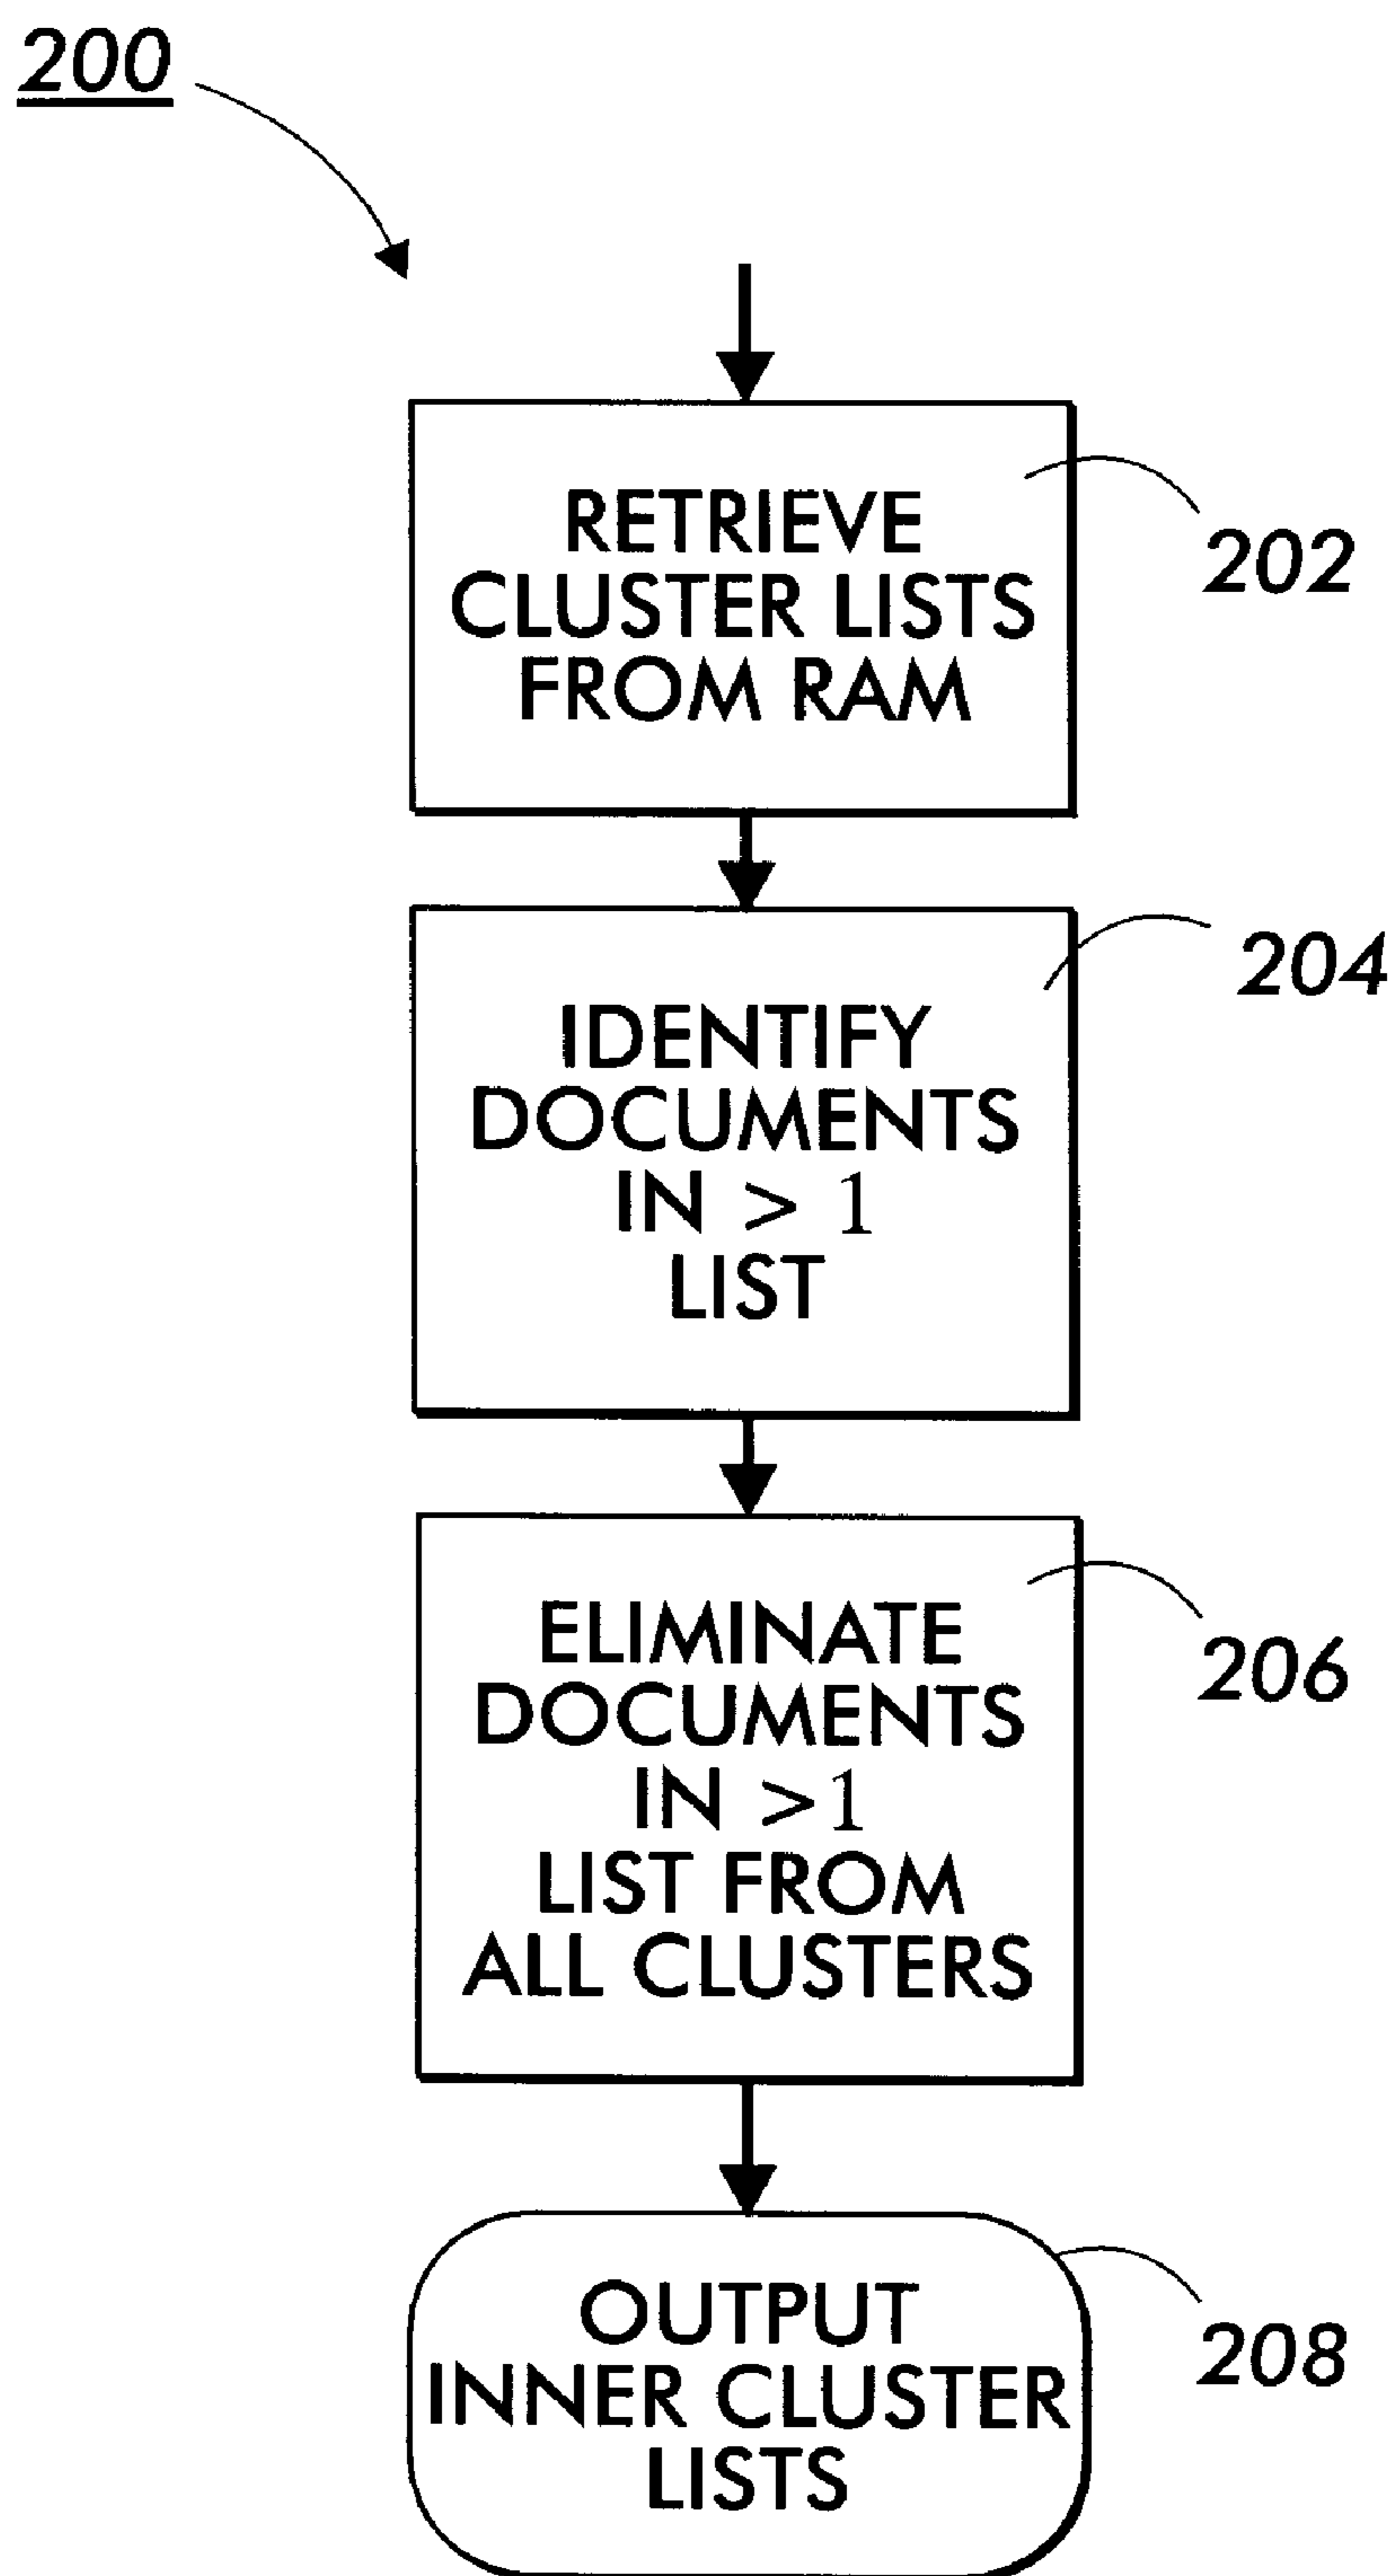 200
RETRIEVE
CLUSTER LISTS
FROM RAM
202
IDENTIFY
DOCUMENTS
IN > 1
LIST
204
ELIMINATE
DOCUMENTS
IN >1
LIST FROM
ALL CLUSTERS
206
OUTPUT
INNER CLUSTER
LISTS
208